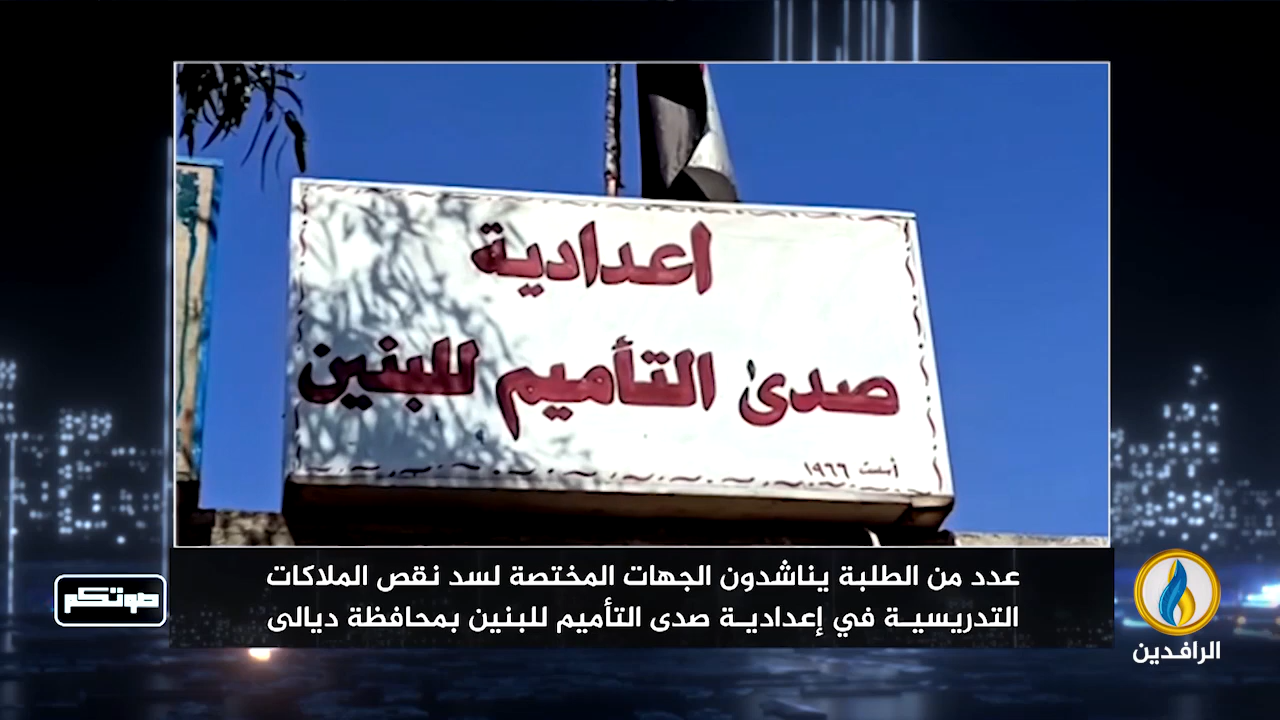 اعدادية
صدى التأميم للبنين
أسست ١٩٦٦
عدد من الطلبة يناشدون الجهات المختصة لسد نقص الملاكات
التدريسية في إعدادية صدى التأميم للبنين بمحافظة ديالى
صوتكم
الرافدين